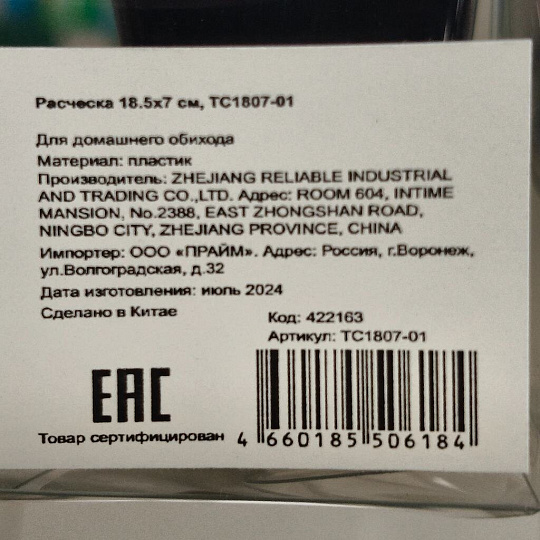 Расческа 18.5х7 см, ТС1807-01
Для домашнего обихода
Материал: пластик
Производитель: ZHEJIANG RELIABLE INDUSTRIAL
AND TRADING CO.,LTD. Адрес: ROOM 604, INTIME
MANSION, No.2388, EAST ZHONGSHAN ROAD,
NINGBO CITY, ZHEJIANG PROVINCE, CHINA
Импортер: ООО «ПРАЙМ». Адрес: Россия, г.Воронеж,
ул.Волгоградская, д.32
Дата изготовления: июль 2024
Сделано в Китае
Код: 422163
Артикул: ТС1807-01
EAC
Товар сертифицирован
4 660185 506184